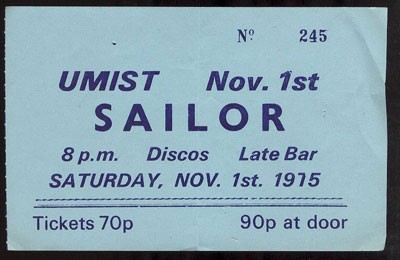 Nº 245
UMIST Nov. 1st
SAILOR
8 p.m. Discos Late Bar
SATURDAY, NOV. 1st. 1975
Tickets 70p 90p at door